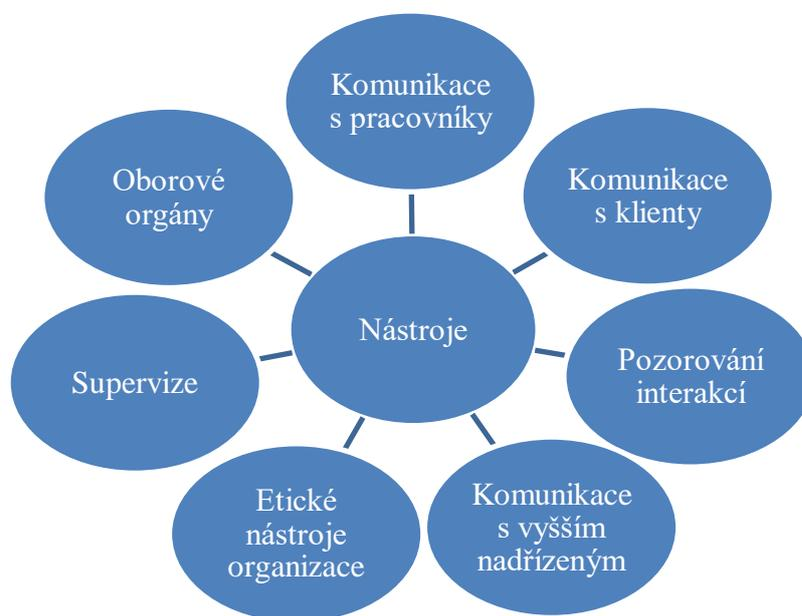 Komunikace
s pracovníky
Oborové
orgány
Komunikace
s klienty
Nástroje
Supervize
Pozorování
interakcí
Etické
nástroje
organizace
Komunikace
s vyšším
nadřízeným